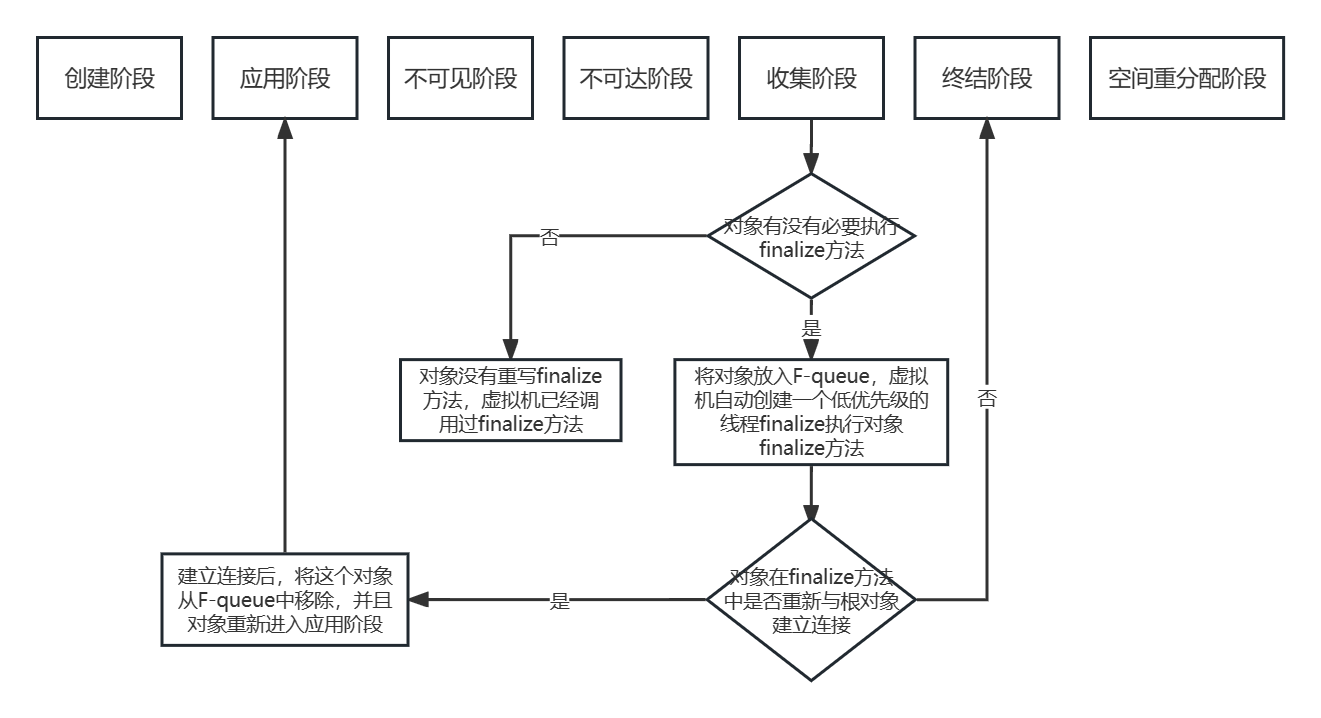 创建阶段
应用阶段
不可见阶段
不可达阶段
收集阶段
终结阶段
空间重分配阶段
对象有没有必要执行
finalize方法
否
是
对象没有重写finalize
方法，虚拟机已经调
用过finalize方法
将对象放入F-queue，虚拟
机自动创建一个低优先级的
线程finalize执行对象
finalize方法
否
对象在finalize方法
中是否重新与根对象
建立连接
是
建立连接后，将这个对象
从F-queue中移除，并且
对象重新进入应用阶段